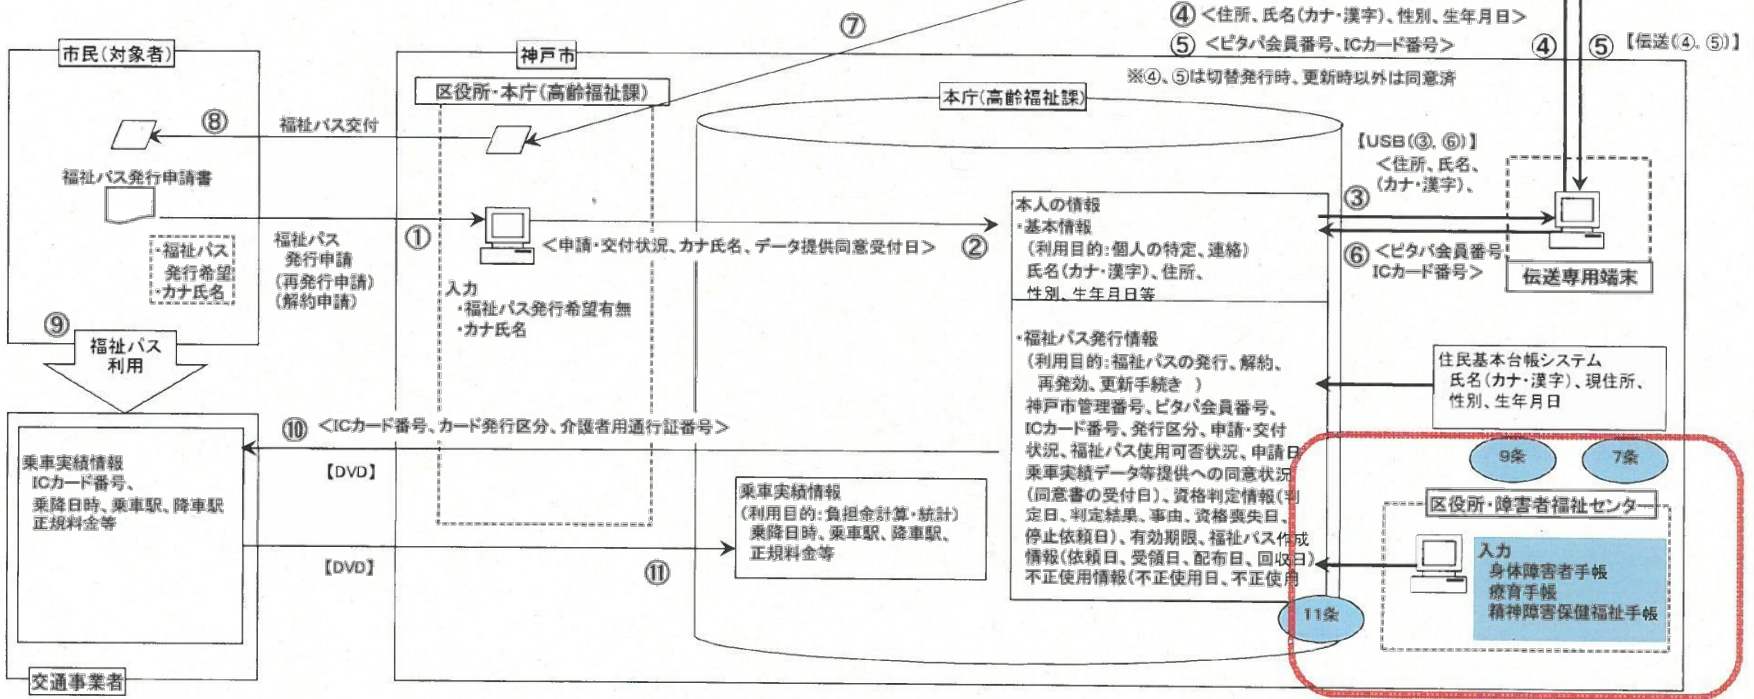 ⑦
④ <住所、氏名(カナ・漢字)、性別、生年月日>
⑤ <ピタパ会員番号、ICカード番号>
④
⑤
【伝送(④、⑤)】
※④、⑤は切替発行時、更新時以外は同意済
市民(対象者)
神戸市
区役所・本庁(高齢福祉課)
本庁(高齢福祉課)
⑧
福祉パス交付
福祉パス発行申請書
・福祉パス
発行希望
・カナ氏名
福祉パス
発行申請
(再発行申請)
(解約申請)
①
<申請・交付状況、カナ氏名、データ提供同意受付日>
②
入力
・福祉パス発行希望有無
・カナ氏名
本人の情報
・基本情報
(利用目的:個人の特定、連絡)
氏名(カナ・漢字)、住所、
性別、生年月日等
・福祉パス発行情報
(利用目的:福祉パスの発行、解約、
再発効、更新手続き )
神戸市管理番号、ピタパ会員番号、
ICカード番号、発行区分、申請・交付
状況、福祉パス使用可否状況、申請日
乗車実績データ等提供への同意状況
(同意書の受付日)、資格判定情報(判
定日、判定結果、事由、資格喪失日、
停止依頼日)、有効期限、福祉パス作成
情報(依頼日、受領日、配布日、回収日)
不正使用情報(不正使用日、不正使用
【USB(③、⑥)】
<住所、氏名、
(カナ・漢字)、
③
⑥ <ピタパ会員番号
ICカード番号>
伝送専用端末
住民基本台帳システム
氏名(カナ・漢字)、現住所、
性別、生年月日
⑨
福祉パス
利用
⑩ <ICカード番号、カード発行区分、介護者用通行証番号>
【DVD】
乗車実績情報
ICカード番号、
乗降日時、乗車駅、降車駅
正規料金等
乗車実績情報
(利用目的:負担金計算・統計)
乗降日時、乗車駅、降車駅、
正規料金等
【DVD】
⑪
交通事業者
9条
7条
区役所・障害者福祉センター
入力
身体障害者手帳
療育手帳
精神障害保健福祉手帳
11条